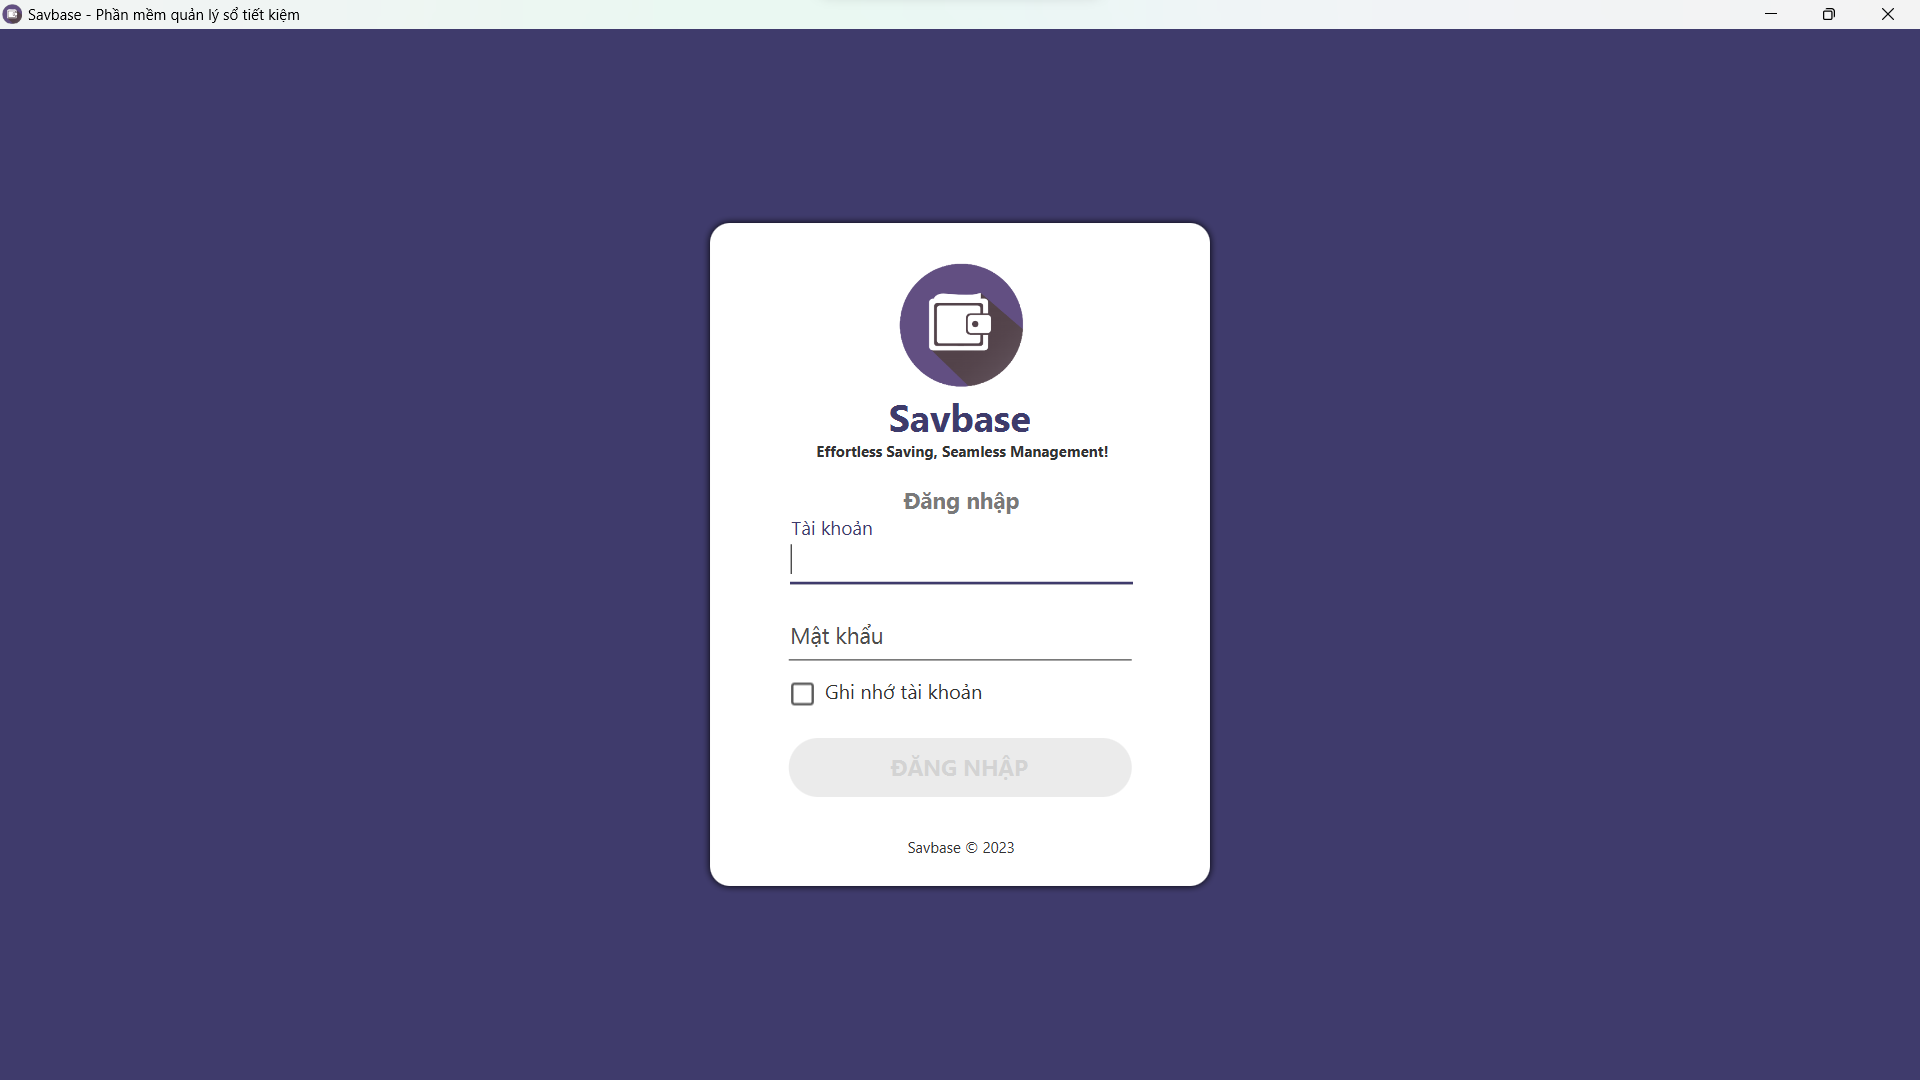 Savbase - Phần mềm quản lý sổ tiết kiệm
Savbase
Effortless Saving, Seamless Management!
Đăng nhập
Tài khoản
Mật khẩu
Ghi nhớ tài khoản
ĐĂNG NHẬP
Savbase © 2023